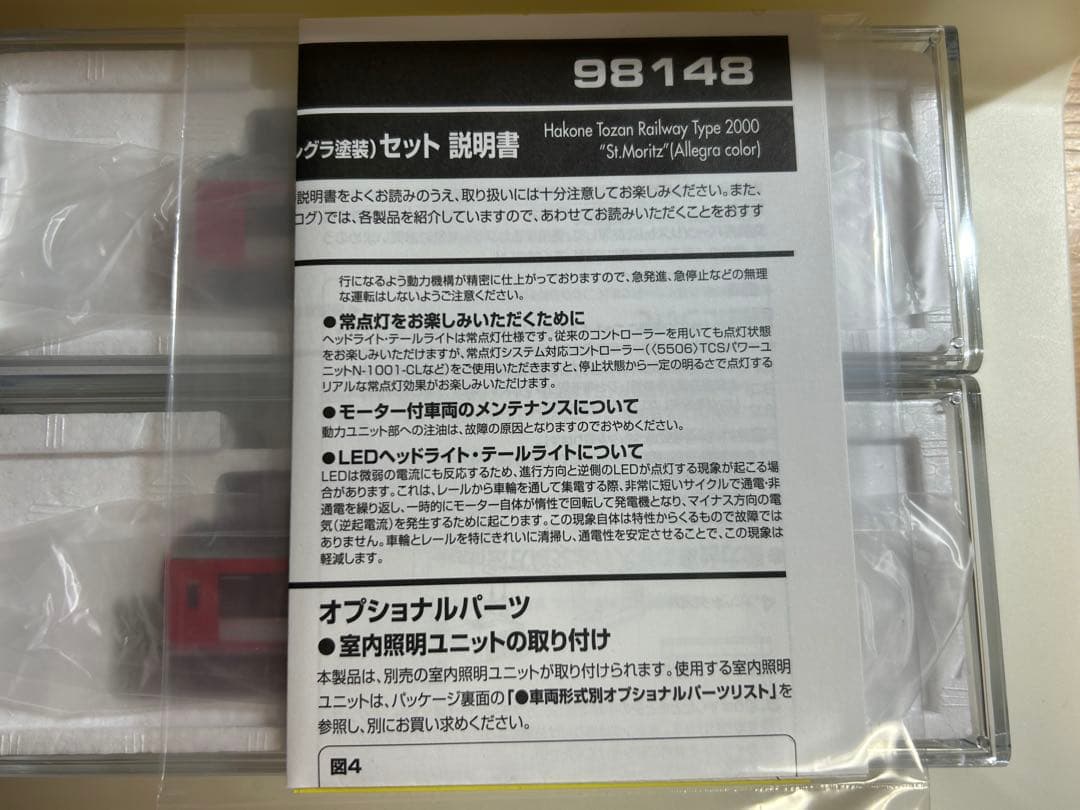 98148
レグラ塗装)セット 説明書
Hakone Tozan Railway Type 2000
"St.Moritz"(Allegra color)
説明書をよくお読みのうえ、取り扱いには十分注意してお楽しみください。また、
ログ)では、各製品を紹介していますので、あわせてお読みいただくことをおすす
行になるよう動力機構が精密に仕上がっておりますので、急発進、急停止などの無理
な運転はしないようご注意ください。
●常点灯をお楽しみいただくために
ヘッドライト・テールライトは常点灯仕様です。従来のコントローラーを用いても点灯状態
をお楽しみいただけますが、常点灯システム対応コントローラー(〈5506〉TCSパワーユ
ニットN-1001-CLなど)をご使用いただきますと、停止状態から一定の明るさで点灯する
リアルな常点灯効果がお楽しみいただけます。
●モーター付車両のメンテナンスについて
動力ユニット部への注油は、故障の原因となりますのでおやめください。
●LEDヘッドライト・テールライトについて
LEDは微弱の電流にも反応するため、進行方向と逆側のLEDが点灯する現象が起こる場
合があります。これは、レールから車輪を通して集電する際、非常に短いサイクルで通電・非
通電を繰り返し、一時的にモーター自体が惰性で回転して発電機となり、マイナス方向の電
気(逆起電流)を発生するために起こります。この現象自体は特性からくるもので故障では
ありません。車輪とレールを特にきれいに清掃し、通電性を安定させることで、この現象は
軽減します。
オプショナルパーツ
●室内照明ユニットの取り付け
本製品は、別売の室内照明ユニットが取り付けられます。使用する室内照明
ユニットは、パッケージ裏面の「●車両形式別オプショナルパーツリスト」を
参照し、別にお買い求めください。
図4